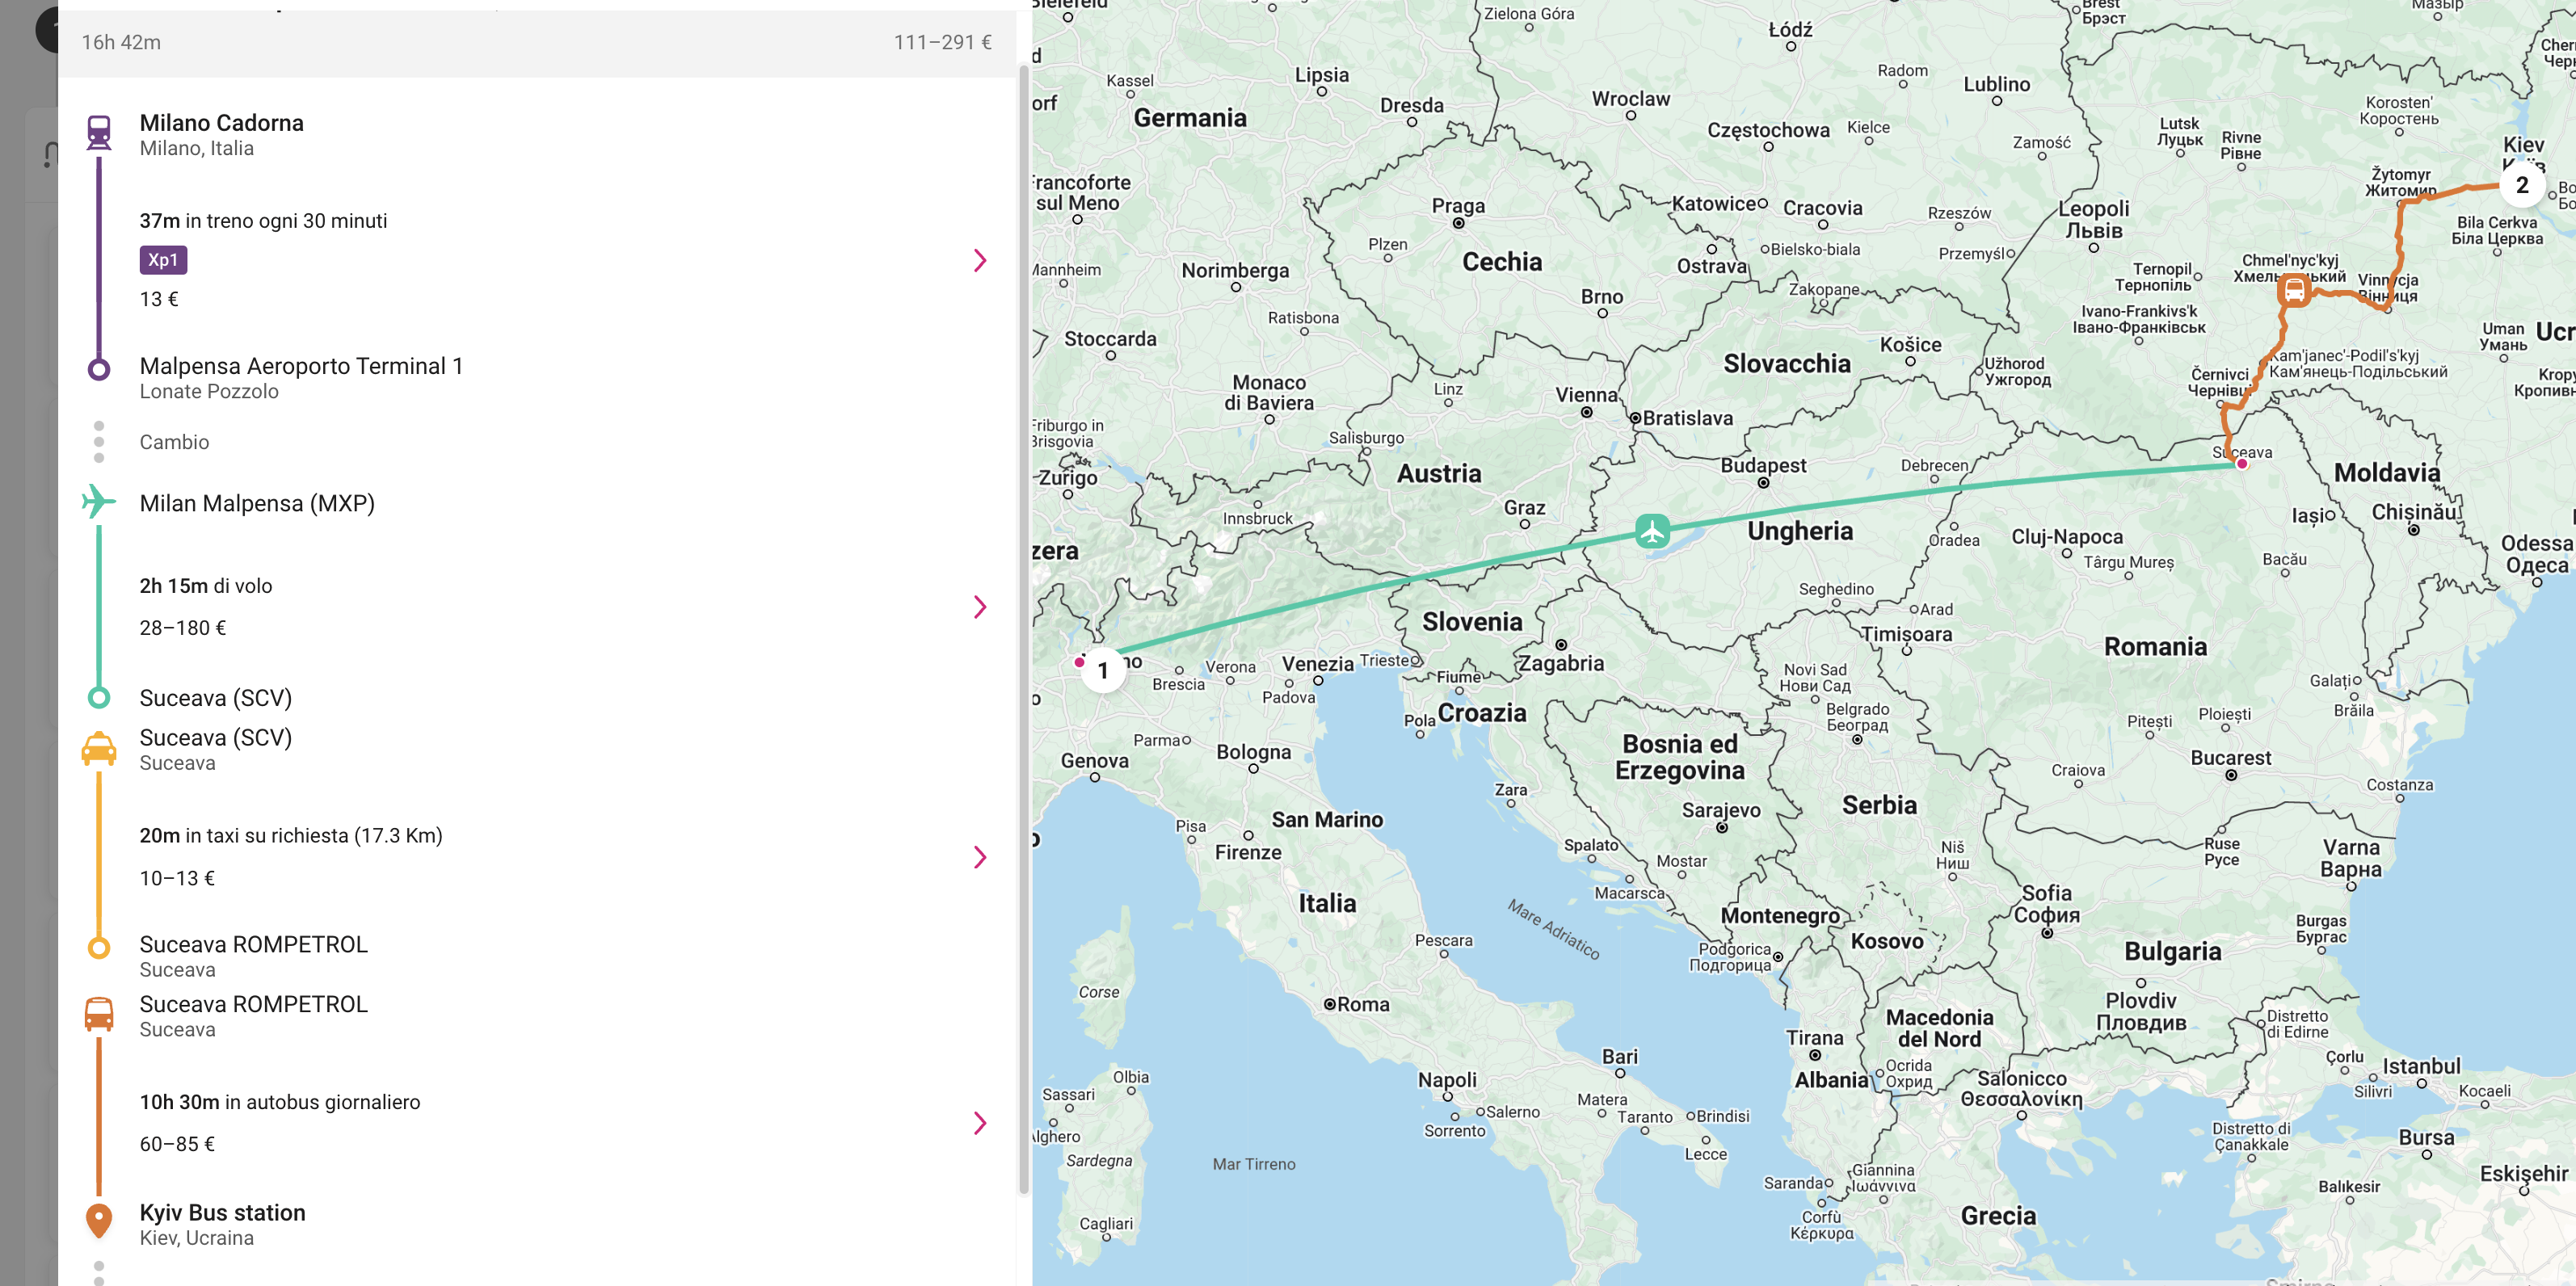 16h 42m
111–291 €
Milano Cadorna
Milano, Italia
37m in treno ogni 30 minuti
Xp1
13 €
Malpensa Aeroporto Terminal 1
Lonate Pozzolo
Cambio
Milan Malpensa (MXP)
2h 15m di volo
28–180 €
Suceava (SCV)
Suceava (SCV)
Suceava
20m in taxi su richiesta (17.3 Km)
10–13 €
Suceava ROMPETROL
Suceava
Suceava ROMPETROL
Suceava
10h 30m in autobus giornaliero
60–85 €
Kyiv Bus station
Kiev, Ucraina
Zielona Góra
Łódź
Brest
Брэст
Мазыр
Kassel
Lipsia
Dresda
Wroclaw
Radom
Lublino
Germania
Częstochowa
Kielce
Zamość
Lutsk
Луцьк
Rivne
Рівне
Korosten'
Коростень
Kiev
2
Žytomyr
Житомир
Francoforte
sul Meno
Praga
Katowice
Cracovia
Rzeszów
Leopoli
Львів
Bila Cerkva
Біла Церква
Plzen
Cechia
Ostrava
Bielsko-biala
Przemyśl
Mannheim
Norimberga
Ternopil
Тернопіль
Chmel'nyc'kyj
Vinnycja
Вінниця
Brno
Zakopane
Ratisbona
Ivano-Frankivs'k
Івано-Франківськ
Stoccarda
Slovacchia
Košice
Užhorod
Ужгород
Uman
Умань
Kam'janec'-Podil's'kyj
Кам'янець-Подільський
Černivci
Чернівці
Monaco
di Baviera
Linz
Vienna
Bratislava
Friburgo in
Brisgovia
Salisburgo
Zurigo
Austria
Budapest
Debrecen
Suceava
Moldavia
Innsbruck
Graz
Ungheria
Oradea
Cluj-Napoca
Târgu Mureș
Iași
Chișinău
Bacău
Odessa
Одеса
Seghedino
Arad
Slovenia
Timișoara
Romania
1
Brescia
Verona
Venezia
Padova
Trieste
Fiume
Zagabria
Novi Sad
Нови Сад
Galați
Brăila
Pola
Croazia
Belgrado
Београд
Pitești
Ploiești
Parma
Bologna
Genova
Bosnia ed
Erzegovina
Craiova
Bucarest
Costanza
Zara
Sarajevo
Serbia
Pisa
San Marino
Firenze
Spalato
Mostar
Niš
Ниш
Ruse
Русе
Varna
Варна
Macarsca
Italia
Mare Adriatico
Montenegro
Kosovo
Sofia
София
Bulgaria
Burgas
Бургас
Pescara
Podgorica
Подгорица
Corse
Roma
Macedonia
del Nord
Plovdiv
Пловдив
Distretto
di Edirne
Tirana
Albania
Ocrida
Охрид
Salonicco
Θεσσαλονίκη
Çorlu
Silivri
Istanbul
Kocaeli
Olbia
Sassari
Alghero
Sardegna
Napoli
Salerno
Sorrento
Bari
Matera
Taranto
Brindisi
Lecce
Distretto di
Çanakkale
Bursa
Mar Tirreno
Saranda
Giannina
Ιωάννινα
Balıkesir
Eskişehir
Cagliari
Corfù
Κέρκυρα
Grecia